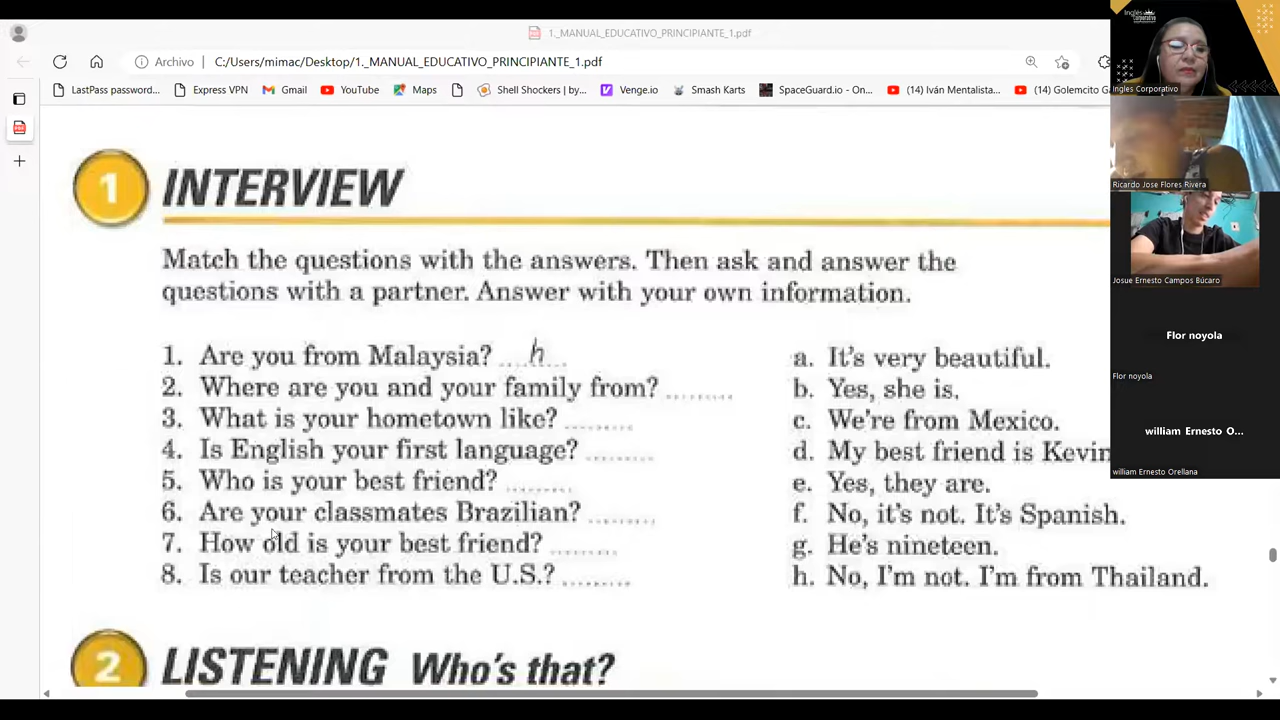 1._MANUAL_EDUCATIVO_PRINCIPIANTE_1.pdf
Archivo C:/Users/mimac/Desktop/1._MANUAL_EDUCATIVO_PRINCIPIANTE_1.pdf
LastPass password... Express VPN Gmail YouTube Maps Shell Shockers | by... Venge.io Smash Karts SpaceGuard.io - On... (14) Iván Mentalista... (14) Golemcito G
1 INTERVIEW
Match the questions with the answers. Then ask and answer the
questions with a partner. Answer with your own information.
1. Are you from Malaysia? ....h.....
2. Where are you and your family from? ..........
3. What is your hometown like? ..........
4. Is English your first language? ..........
5. Who is your best friend? ..........
6. Are your classmates Brazilian? ..........
7. How old is your best friend? ..........
8. Is our teacher from the U.S.? ..........
a. It's very beautiful.
b. Yes, she is.
c. We're from Mexico.
d. My best friend is Kevin
e. Yes, they are.
f. No, it's not. It's Spanish.
g. He's nineteen.
h. No, I'm not. I'm from Thailand.
2 LISTENING Who's that?
Inglés
Corporativo
Ingles Corporativo
Ricardo Jose Flores Rivera
Josue Ernesto Campos Búcaro
Flor noyola
Flor noyola
william Ernesto O...
william Ernesto Orellana